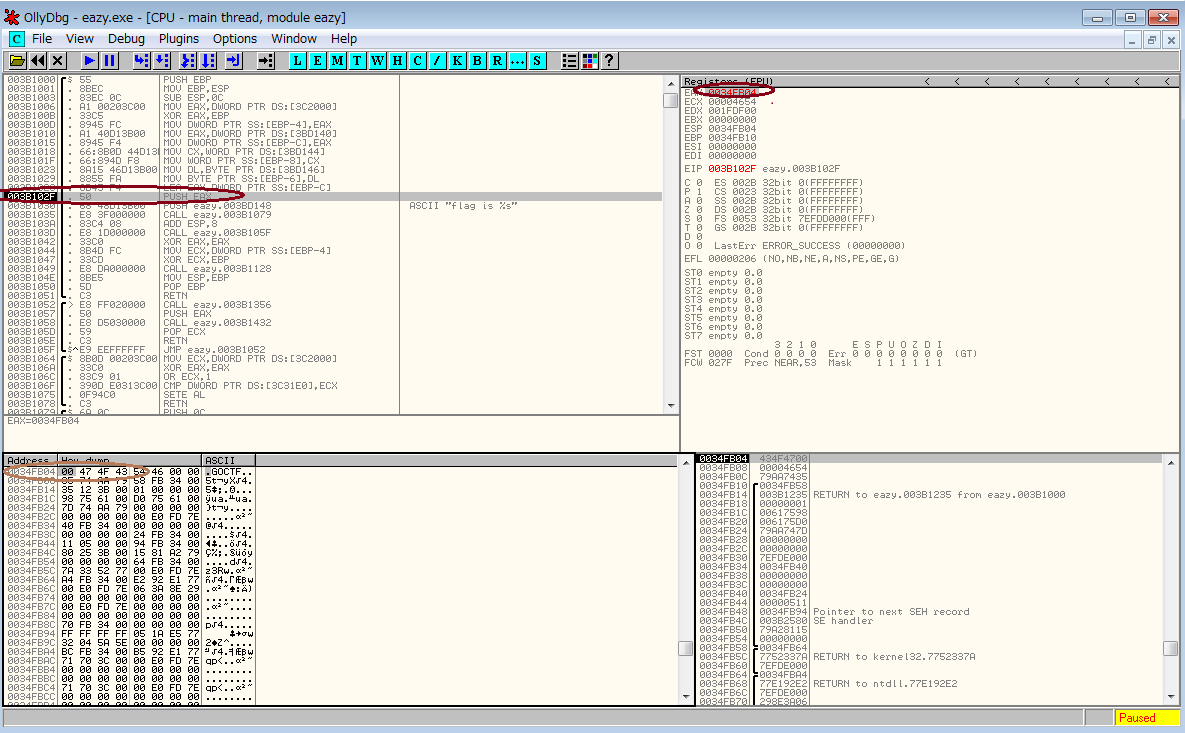 OllyDbg - eazy.exe - [CPU - main thread, module eazy]
C File View Debug Plugins Options Window Help
L E M T W H C / K B R ... S ?
003B1000 $ 55 PUSH EBP
003B1001 . 8BEC MOV EBP,ESP
003B1003 . 83EC 0C SUB ESP,0C
003B1006 . A1 00203C00 MOV EAX,DWORD PTR DS:[3C2000]
003B100B . 33C5 XOR EAX,EBP
003B100D . 8945 FC MOV DWORD PTR SS:[EBP-4],EAX
003B1010 . A1 40D13B00 MOV EAX,DWORD PTR DS:[3BD140]
003B1015 . 8945 F4 MOV DWORD PTR SS:[EBP-C],EAX
003B1018 . 66:8B0D 44D13 MOV CX,WORD PTR DS:[3BD144]
003B101F . 66:894D F8 MOV WORD PTR SS:[EBP-8],CX
003B1023 . 8A15 46D13B00 MOV DL,BYTE PTR DS:[3BD146]
003B1029 . 8855 FA MOV BYTE PTR SS:[EBP-6],DL
LEA EAX,DWORD PTR SS:[EBP-C]
003B102F . 50 PUSH EAX
003B1030 . 68 48D13B00 PUSH eazy.003BD148 ASCII "flag is %s"
003B1035 . E8 3F000000 CALL eazy.003B1079
003B103A . 83C4 08 ADD ESP,8
003B103D . E8 1D000000 CALL eazy.003B105F
003B1042 . 33C0 XOR EAX,EAX
003B1044 . 8B4D FC MOV ECX,DWORD PTR SS:[EBP-4]
003B1047 . 33CD XOR ECX,EBP
003B1049 . E8 DA000000 CALL eazy.003B1128
003B104E . 8BE5 MOV ESP,EBP
003B1050 . 5D POP EBP
003B1051 . C3 RETN
003B1052 > E8 FF020000 CALL eazy.003B1356
003B1057 . 50 PUSH EAX
003B1058 . E8 D5030000 CALL eazy.003B1432
003B105D . 59 POP ECX
003B105E . C3 RETN
003B105F $^E9 EEFFFFFF JMP eazy.003B1052
003B1064 $ 8B0D 00203C00 MOV ECX,DWORD PTR DS:[3C2000]
003B106A . 33C0 XOR EAX,EAX
003B106C . 83C9 01 OR ECX,1
003B106F . 390D E0313C00 CMP DWORD PTR DS:[3C31E0],ECX
003B1075 . 0F94C0 SETE AL
003B1078 . C3 RETN
003B1079 $ 6A 0C PUSH 0C
EAX=0034FB04
Registers (FPU) < < < < < < < < <
EAX 0034FB04
ECX 00004654
EDX 001FDF00
EBX 00000000
ESP 0034FB04
EBP 0034FB10
ESI 00000000
EDI 00000000
EIP 003B102F eazy.003B102F
C 0 ES 002B 32bit 0(FFFFFFFF)
P 1 CS 0023 32bit 0(FFFFFFFF)
A 0 SS 002B 32bit 0(FFFFFFFF)
Z 0 DS 002B 32bit 0(FFFFFFFF)
S 0 FS 0053 32bit 7EFDD000(FFF)
T 0 GS 002B 32bit 0(FFFFFFFF)
D 0
O 0 LastErr ERROR_SUCCESS (00000000)
EFL 00000206 (NO,NB,NE,A,NS,PE,GE,G)
ST0 empty 0.0
ST1 empty 0.0
ST2 empty 0.0
ST3 empty 0.0
ST4 empty 0.0
ST5 empty 0.0
ST6 empty 0.0
ST7 empty 0.0
3 2 1 0 E S P U O Z D I
FST 0000 Cond 0 0 0 0 Err 0 0 0 0 0 0 0 0 (GT)
FCW 027F Prec NEAR,53 Mask 1 1 1 1 1 1
Address Hex dump ASCII
0034FB04 00 47 4F 43 54 46 00 00 .GOCTF..
0034FB0C 35 74 AA 79 58 FB 34 00
0034FB14 35 12 3B 00 01 00 00 00
0034FB1C 98 75 61 00 D0 75 61 00
0034FB24 7D 74 AA 79 00 00 00 00
0034FB2C 00 00 00 00 00 E0 FD 7E
0034FB34 40 FB 34 00 00 00 00 00
0034FB3C 00 00 00 00 24 FB 34 00
0034FB44 11 05 00 00 94 FB 34 00
0034FB4C 80 25 3B 00 15 81 A2 79
0034FB54 00 00 00 00 64 FB 34 00
0034FB5C 7A 33 52 77 00 E0 FD 7E
0034FB64 A4 FB 34 00 E2 92 E1 77
0034FB6C 00 E0 FD 7E 06 3A 8E 29
0034FB74 00 00 00 00 00 00 00 00
0034FB7C 00 E0 FD 7E 00 00 00 00
0034FB84 00 00 00 00 00 00 00 00
0034FB8C 70 FB 34 00 00 00 00 00
0034FB94 FF FF FF FF 05 1A E5 77
0034FB9C 32 04 5A 5E 00 00 00 00
0034FBA4 BC FB 34 00 B5 92 E1 77
0034FBAC 71 70 3C 00 00 E0 FD 7E
0034FBB4 00 00 00 00 00 00 00 00
0034FBBC 00 00 00 00 00 00 00 00
0034FBC4 71 70 3C 00 00 E0 FD 7E
0034FBCC 00 00 00 00 00 00 00 00
0034FB04 434F4700
0034FB08 00004654
0034FB0C 79AA7435
0034FB10 0034FB58
0034FB14 003B1235 RETURN to eazy.003B1235 from eazy.003B1000
0034FB18 00000001
0034FB1C 00617598
0034FB20 006175D0
0034FB24 79AA747D
0034FB28 00000000
0034FB2C 00000000
0034FB30 7EFDE000
0034FB34 0034FB40
0034FB38 00000000
0034FB3C 00000000
0034FB40 0034FB24
0034FB44 00000511
0034FB48 0034FB94 Pointer to next SEH record
0034FB4C 003B2580 SE handler
0034FB50 79A28115
0034FB54 00000000
0034FB58 0034FB64
0034FB5C 7752337A RETURN to kernel32.7752337A
0034FB60 7EFDE000
0034FB64 0034FBA4
0034FB68 77E192E2 RETURN to ntdll.77E192E2
0034FB6C 7EFDE000
0034FB70 298E3A06
Paused